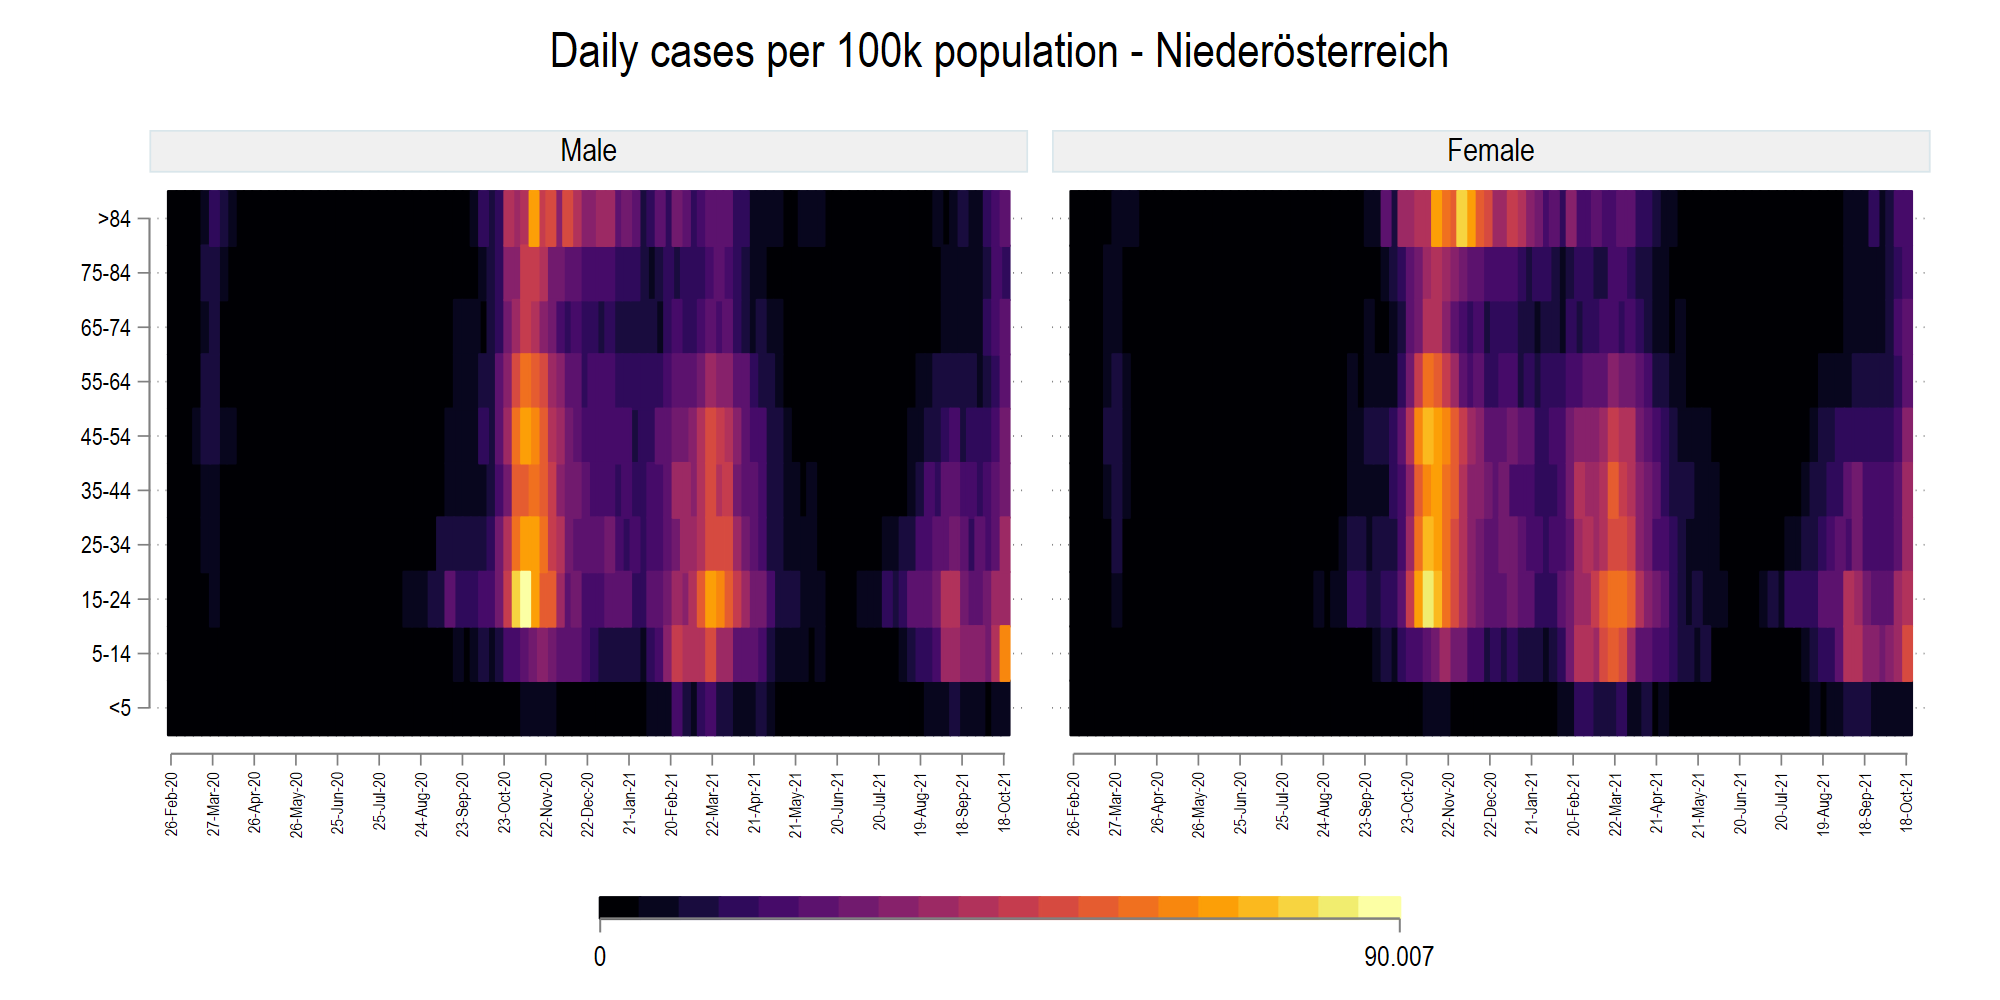 Daily cases per 100k population - Niederösterreich
Male
Female
>84
75-84
65-74
55-64
45-54
35-44
25-34
15-24
5-14
<5
26-Feb-20
27-Mar-20
26-Apr-20
26-May-20
25-Jun-20
25-Jul-20
24-Aug-20
23-Sep-20
23-Oct-20
22-Nov-20
22-Dec-20
21-Jan-21
20-Feb-21
22-Mar-21
21-Apr-21
21-May-21
20-Jun-21
20-Jul-21
19-Aug-21
18-Sep-21
18-Oct-21
26-Feb-20
27-Mar-20
26-Apr-20
26-May-20
25-Jun-20
25-Jul-20
24-Aug-20
23-Sep-20
23-Oct-20
22-Nov-20
22-Dec-20
21-Jan-21
20-Feb-21
22-Mar-21
21-Apr-21
21-May-21
20-Jun-21
20-Jul-21
19-Aug-21
18-Sep-21
18-Oct-21
0
90.007